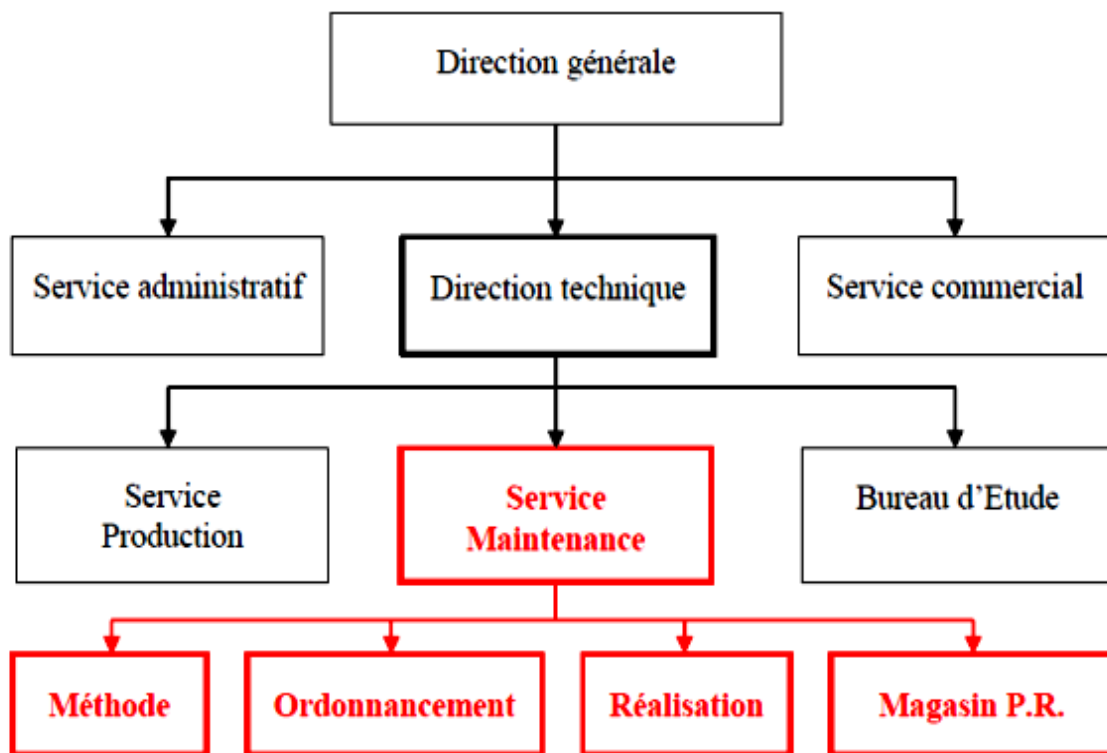 Direction générale
Service administratif
Direction technique
Service commercial
Service
Production
Service
Maintenance
Bureau d'Etude
Méthode
Ordonnancement
Réalisation
Magasin P.R.